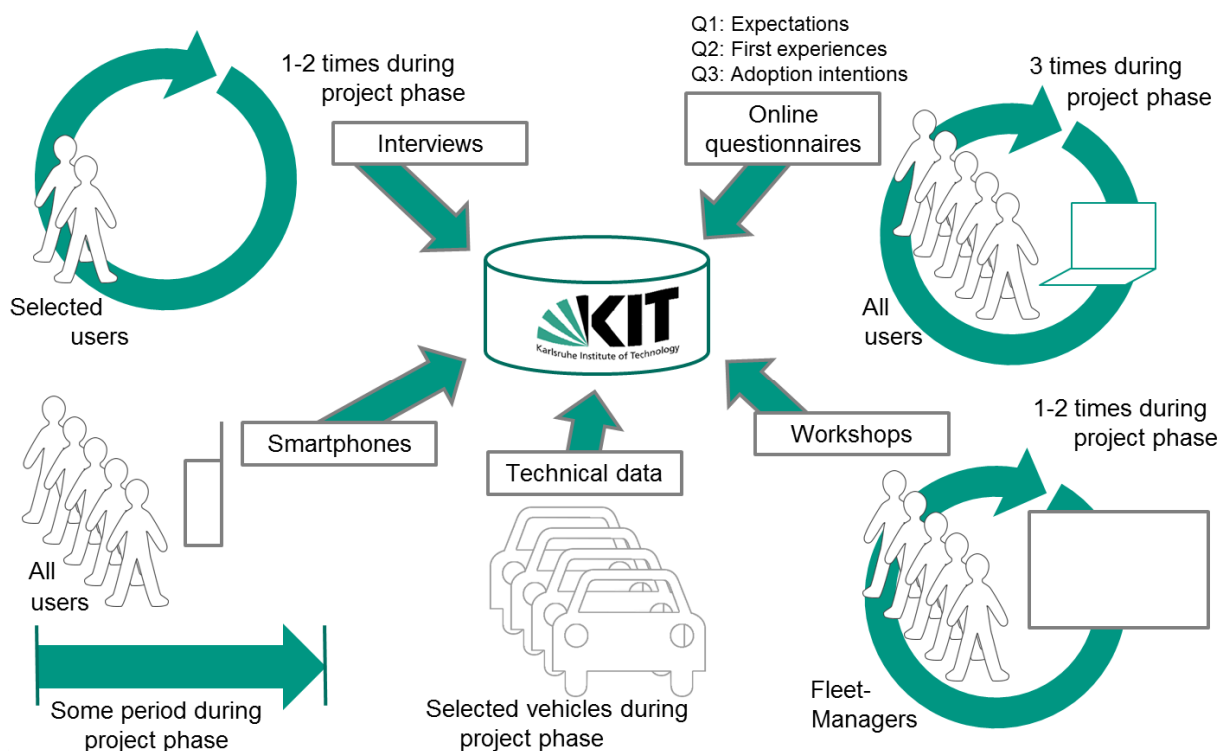 1-2 times during
project phase
Interviews
Selected
users
Q1: Expectations
Q2: First experiences
Q3: Adoption intentions
Online
questionnaires
3 times during
project phase
All
users
KIT
Karlsruhe Institute of Technology
Smartphones
All
users
Some period during
project phase
Technical data
Selected vehicles during
project phase
Workshops
1-2 times during
project phase
Fleet-
Managers